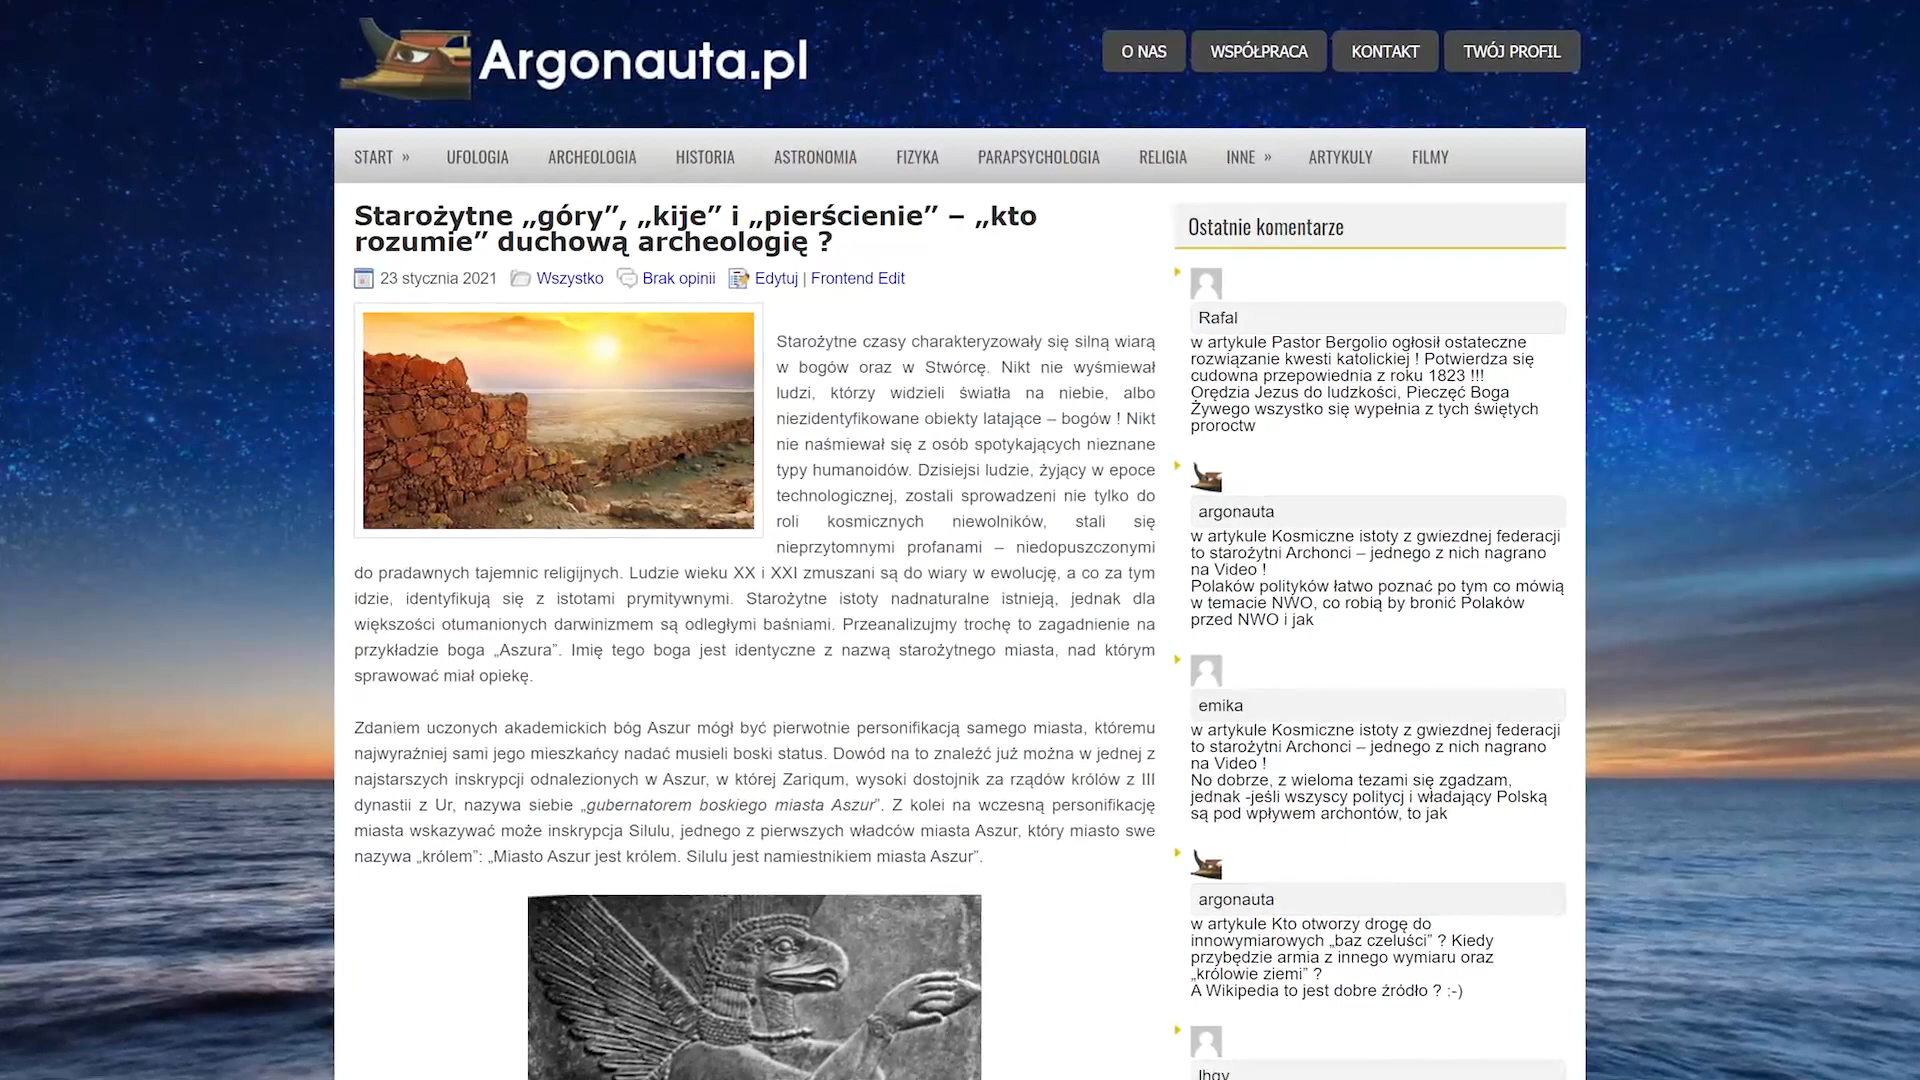 Argonauta.pl
O NAS
WSPÓŁPRACA
KONTAKT
TWÓJ PROFIL
START »
UFOLOGIA
ARCHEOLOGIA
HISTORIA
ASTRONOMIA
FIZYKA
PARAPSYCHOLOGIA
RELIGIA
INNE »
ARTYKULY
FILMY
Starożytne „góry”, „kije” i „pierścienie” – „kto
rozumie” duchową archeologię ?
23 stycznia 2021 Wszystko Brak opinii Edytuj | Frontend Edit
Starożytne czasy charakteryzowały się silną wiarą
w bogów oraz w Stwórcę. Nikt nie wyśmiewał
ludzi, którzy widzieli światła na niebie, albo
niezidentyfikowane obiekty latające – bogów ! Nikt
nie naśmiewał się z osób spotykających nieznane
typy humanoidów. Dzisiejsi ludzie, żyjący w epoce
technologicznej, zostali sprowadzeni nie tylko do
roli kosmicznych niewolników, stali się
nieprzytomnymi profanami – niedopuszczonymi
do pradawnych tajemnic religijnych. Ludzie wieku XX i XXI zmuszani są do wiary w ewolucję, a co za tym
idzie, identyfikują się z istotami prymitywnymi. Starożytne istoty nadnaturalne istnieją, jednak dla
większości otumanionych darwinizmem są odległymi baśniami. Przeanalizujmy trochę to zagadnienie na
przykładzie boga „Aszura”. Imię tego boga jest identyczne z nazwą starożytnego miasta, nad którym
sprawować miał opiekę.
Zdaniem uczonych akademickich bóg Aszur mógł być pierwotnie personifikacją samego miasta, któremu
najwyraźniej sami jego mieszkańcy nadać musieli boski status. Dowód na to znaleźć już można w jednej z
najstarszych inskrypcji odnalezionych w Aszur, w której Zariqum, wysoki dostojnik za rządów królów z III
dynastii z Ur, nazywa siebie „gubernatorem boskiego miasta Aszur”. Z kolei na wczesną personifikację
miasta wskazywać może inskrypcja Silulu, jednego z pierwszych władców miasta Aszur, który miasto swe
nazywa „królem”: „Miasto Aszur jest królem. Silulu jest namiestnikiem miasta Aszur”.
Ostatnie komentarze
Rafal
w artykule Pastor Bergolio ogłosił ostateczne
rozwiązanie kwesti katolickiej ! Potwierdza się
cudowna przepowiednia z roku 1823 !!!
Orędzia Jezus do ludzkości, Pieczęć Boga
Żywego wszystko się wypełnia z tych świętych
proroctw
argonauta
w artykule Kosmiczne istoty z gwiezdnej federacji
to starożytni Archonci – jednego z nich nagrano
na Video !
Polaków polityków łatwo poznać po tym co mówią
w temacie NWO, co robią by bronić Polaków
przed NWO i jak
emika
w artykule Kosmiczne istoty z gwiezdnej federacji
to starożytni Archonci – jednego z nich nagrano
na Video !
No dobrze, z wieloma tezami się zgadzam,
jednak -jeśli wszyscy politycj i władający Polską
są pod wpływem archontów, to jak
argonauta
w artykule Kto otworzy drogę do
innowymiarowych „baz czeluści” ? Kiedy
przybędzie armia z innego wymiaru oraz
„królowie ziemi” ?
A Wikipedia to jest dobre źródło ? :-)